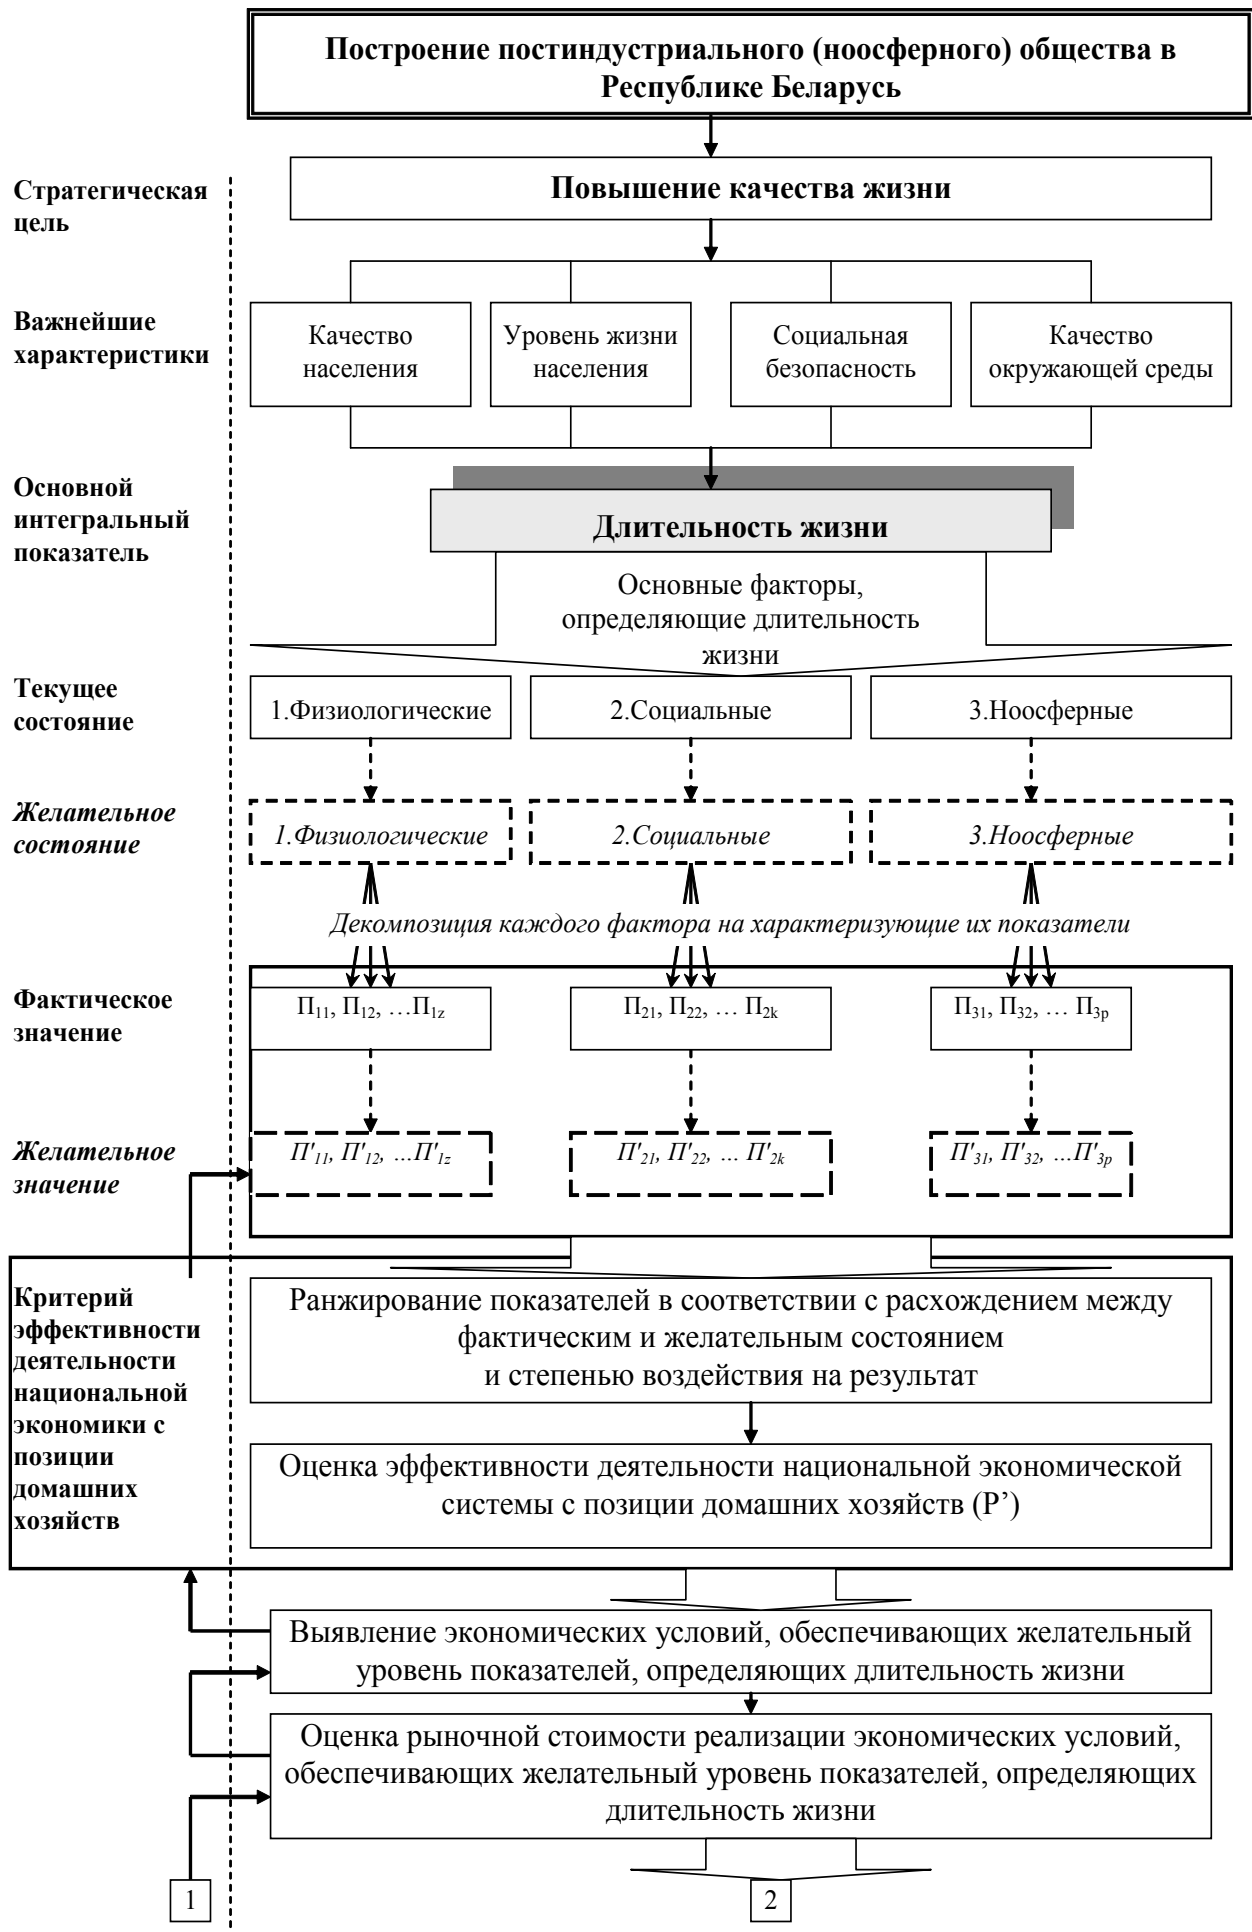 Построение постиндустриального (ноосферного) общества в
Республике Беларусь
Стратегическая
цель
Повышение качества жизни
Важнейшие
характеристики
Качество
населения
Уровень жизни
населения
Социальная
безопасность
Качество
окружающей среды
Основной
интегральный
показатель
Длительность жизни
Основные факторы,
определяющие длительность
жизни
Текущее
состояние
1.Физиологические
2.Социальные
3.Ноосферные
Желательное
состояние
1.Физиологические
2.Социальные
3.Ноосферные
Декомпозиция каждого фактора на характеризующие их показатели
Фактическое
значение
П11, П12, …П1z
П21, П22, … П2k
П31, П32, … П3p
Желательное
значение
П'11, П'12, …П'1z
П'21, П'22, … П'2k
П'31, П'32, …П'3p
Критерий
эффективности
деятельности
национальной
экономики с
позиции
домашних
хозяйств
Ранжирование показателей в соответствии с расхождением между
фактическим и желательным состоянием
и степенью воздействия на результат
Оценка эффективности деятельности национальной экономической
системы с позиции домашних хозяйств (Р’)
Выявление экономических условий, обеспечивающих желательный
уровень показателей, определяющих длительность жизни
Оценка рыночной стоимости реализации экономических условий,
обеспечивающих желательный уровень показателей, определяющих
длительность жизни
1
2